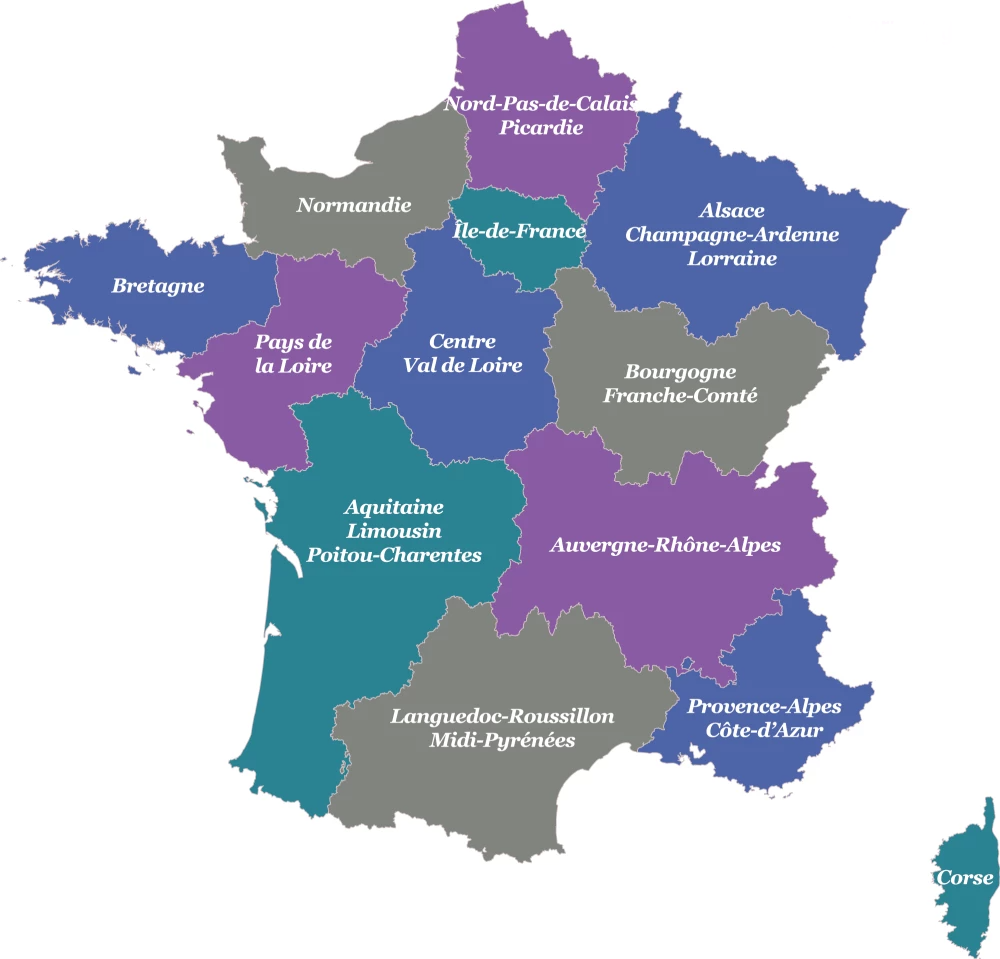 Nord-Pas-de-Calais
Picardie
Normandie
Île-de-France
Alsace
Champagne-Ardenne
Lorraine
Bretagne
Pays de
la Loire
Centre
Val de Loire
Bourgogne
Franche-Comté
Aquitaine
Limousin
Poitou-Charentes
Auvergne-Rhône-Alpes
Languedoc-Roussillon
Midi-Pyrénées
Provence-Alpes
Côte-d’Azur
Corse